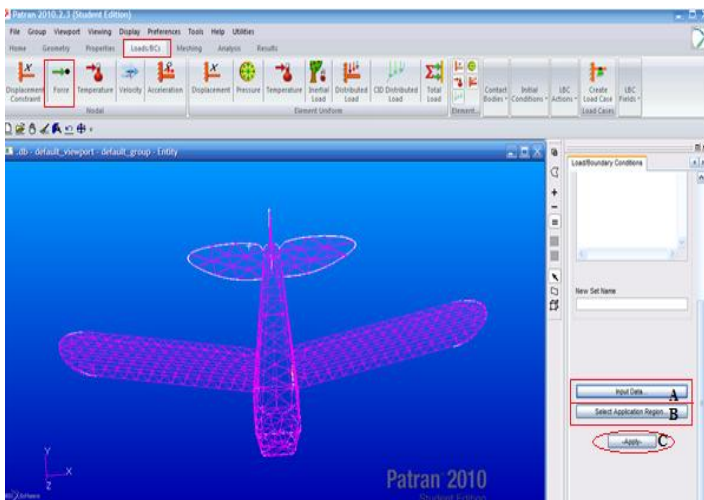 Patran 2010.2.3 (Student Edition)
File Group Viewport Viewing Display Preferences Tools Help Utilities
Home Geometry Properties Loads/BCs Meshing Analysis Results
Displacement Constraint Force Temperature Velocity Acceleration Displacement Pressure Temperature Inertial Load Distributed Load CID Distributed Load Total Load Contact Bodies Initial Conditions LBC Actions Create Load Case LBC Fields
Nodal Element Uniform Element... Load Cases
.db - default_viewport - default_group - Entity
Load/Boundary Conditions
New Set Name
Input Data... A
Select Application Region... B
-Apply- C
Y
X
Z
Patran 2010
Student Edition